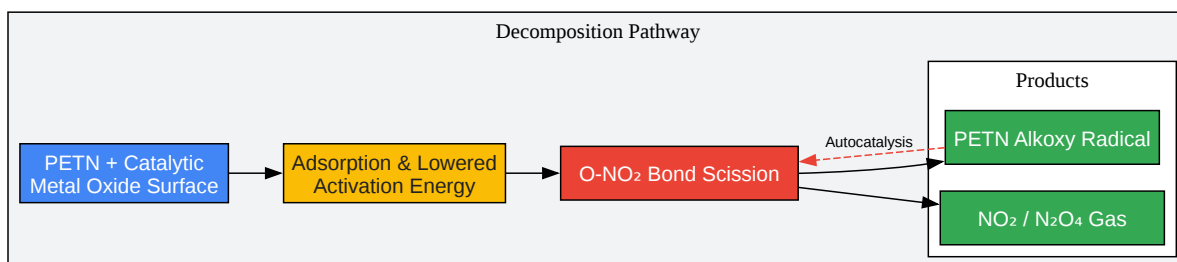 Decomposition Pathway
Products
PETN + Catalytic
Metal Oxide Surface
Adsorption & Lowered
Activation Energy
O-NO₂ Bond Scission
Autocatalysis
PETN Alkoxy Radical
NO₂ / N₂O₄ Gas